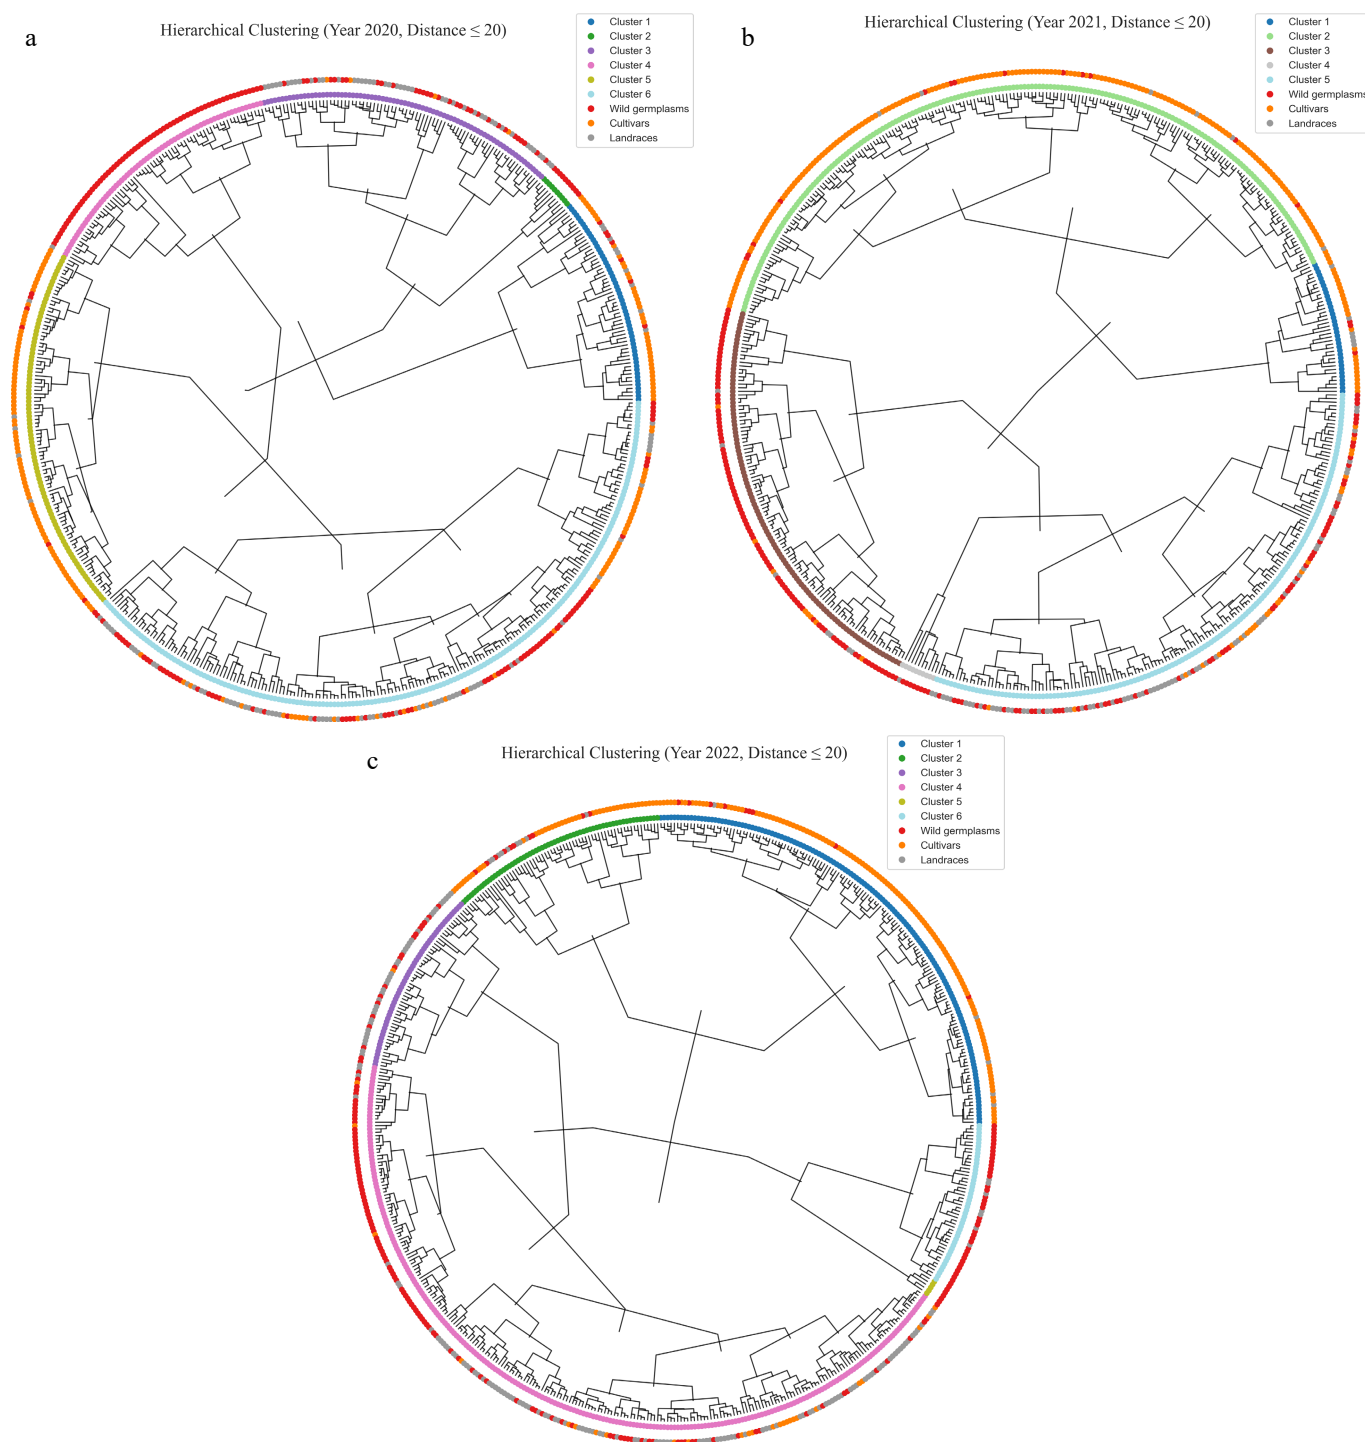 a
Hierarchical Clustering (Year 2020, Distance ≤ 20)
Cluster 1
Cluster 2
Cluster 3
Cluster 4
Cluster 5
Cluster 6
Wild germplasms
Cultivars
Landraces
b
Hierarchical Clustering (Year 2021, Distance ≤ 20)
Cluster 1
Cluster 2
Cluster 3
Cluster 4
Cluster 5
Wild germplasms
Cultivars
Landraces
c
Hierarchical Clustering (Year 2022, Distance ≤ 20)
Cluster 1
Cluster 2
Cluster 3
Cluster 4
Cluster 5
Cluster 6
Wild germplasms
Cultivars
Landraces